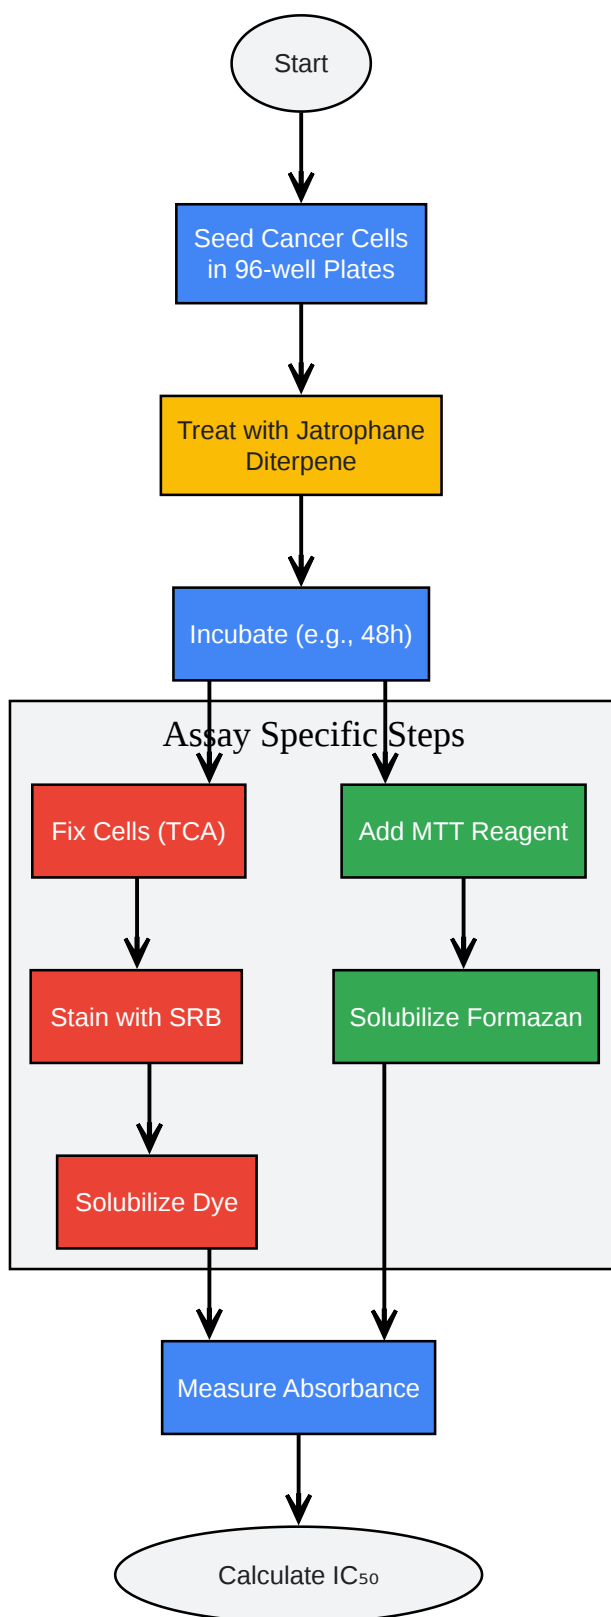 Start
Seed Cancer Cells
in 96-well Plates
Treat with Jatrophane
Diterpene
Incubate (e.g., 48h)
Assay Specific Steps
Fix Cells (TCA)
Add MTT Reagent
Stain with SRB
Solubilize Formazan
Solubilize Dye
Measure Absorbance
Calculate IC₅₀